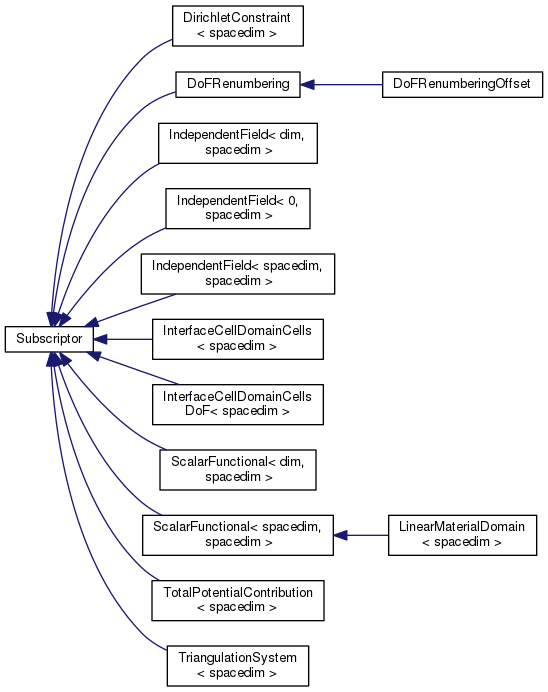 DirichletConstraint
< spacedim >
DoFRenumbering
DoFRenumberingOffset
IndependentField< dim,
spacedim >
IndependentField< 0,
spacedim >
IndependentField< spacedim,
spacedim >
Subscriptor
InterfaceCellDomainCells
< spacedim >
InterfaceCellDomainCells
DoF< spacedim >
ScalarFunctional< dim,
spacedim >
ScalarFunctional< spacedim,
spacedim >
LinearMaterialDomain
< spacedim >
TotalPotentialContribution
< spacedim >
TriangulationSystem
< spacedim >